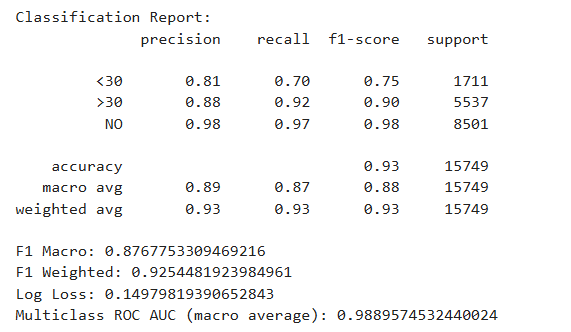 Classification Report:
precision recall f1-score support
<30 0.81 0.70 0.75 1711
>30 0.88 0.92 0.90 5537
NO 0.98 0.97 0.98 8501
accuracy 0.93 15749
macro avg 0.89 0.87 0.88 15749
weighted avg 0.93 0.93 0.93 15749
F1 Macro: 0.8767753309469216
F1 Weighted: 0.9254481923984961
Log Loss: 0.14979819390652843
Multiclass ROC AUC (macro average): 0.9889574532440024